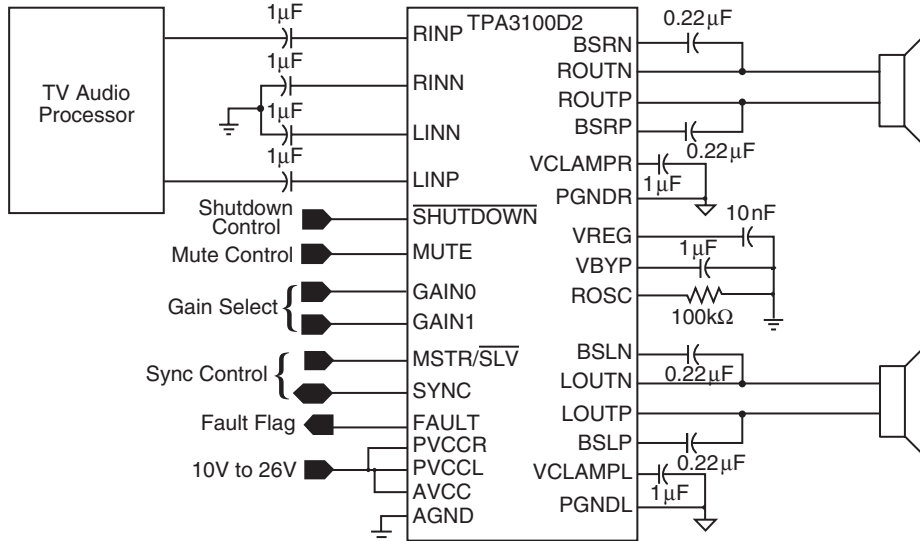 TPA3100D2
TV Audio
Processor
1µF
1µF
1µF
1µF
RINP
RINN
LINN
LINP
Shutdown
Control
SHUTDOWN
Mute Control
MUTE
Gain Select
{
GAIN0
GAIN1
Sync Control
{
MSTR/SLV
SYNC
Fault Flag
FAULT
10V to 26V
PVCCR
PVCCL
AVCC
AGND
BSRN
0.22µF
ROUTN
ROUTP
BSRP
0.22µF
VCLAMPR
1µF
PGNDR
VREG
10nF
VBYP
1µF
ROSC
100kΩ
BSLN
0.22µF
LOUTN
LOUTP
BSLP
0.22µF
VCLAMPL
1µF
PGNDL